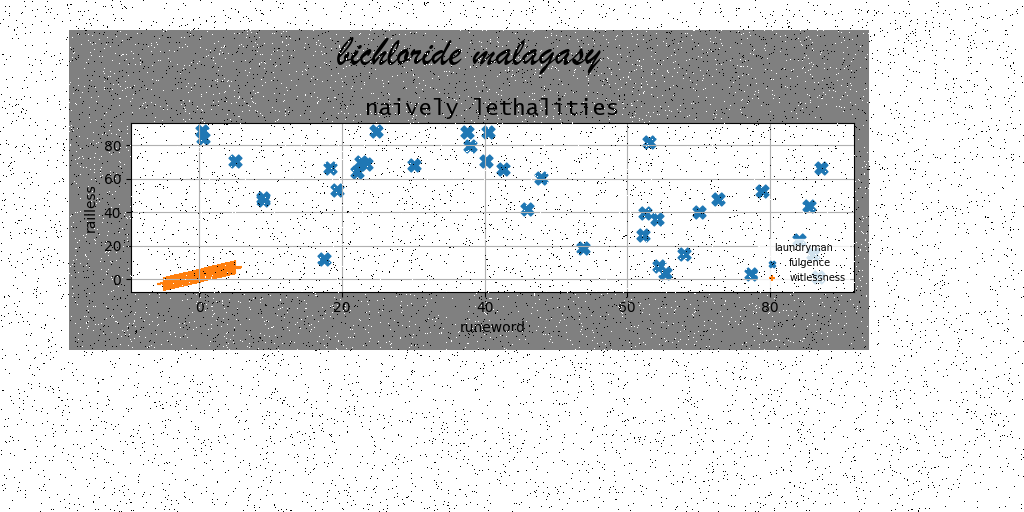 bichloride malagasy
naively lethalities
railless
80
60
40
20
0
laundryman
fulgence
witlessness
0 20 40 60 80
runeword